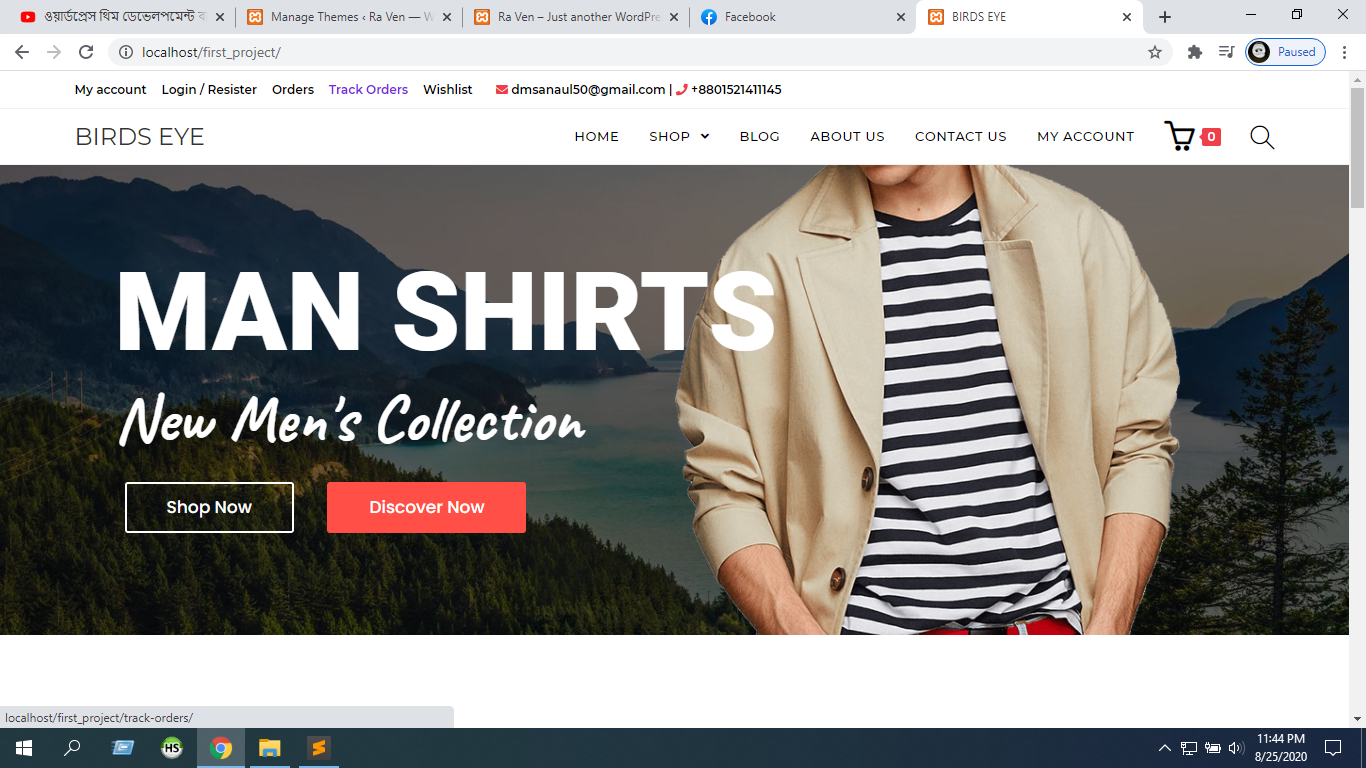 ওয়ার্ডপ্রেস থিম ডেভেলপমেন্ট
Manage Themes ‹ Ra Ven — W
Ra Ven – Just another WordPre
Facebook
BIRDS EYE
localhost/first_project/
Paused
My account Login / Resister Orders Track Orders Wishlist dmsanaul50@gmail.com | +8801521411145
BIRDS EYE
HOME SHOP BLOG ABOUT US CONTACT US MY ACCOUNT 0
MAN SHIRTS
New Men's Collection
Shop Now Discover Now
localhost/first_project/track-orders/
HS
11:44 PM
8/25/2020